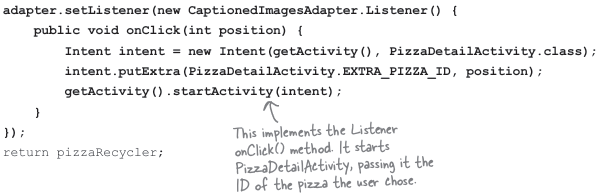 adapter.setListener(new CaptionedImagesAdapter.Listener() {
    public void onClick(int position) {
        Intent intent = new Intent(getActivity(), PizzaDetailActivity.class);
        intent.putExtra(PizzaDetailActivity.EXTRA_PIZZA_ID, position);
        getActivity().startActivity(intent);
    }
});
return pizzaRecycler;
This implements the Listener
onClick() method. It starts
PizzaDetailActivity, passing it the
ID of the pizza the user chose.